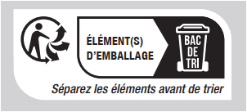 ÉLÉMENT(S)
D'EMBALLAGE
BAC
DE
TRI
Séparez les éléments avant de trier